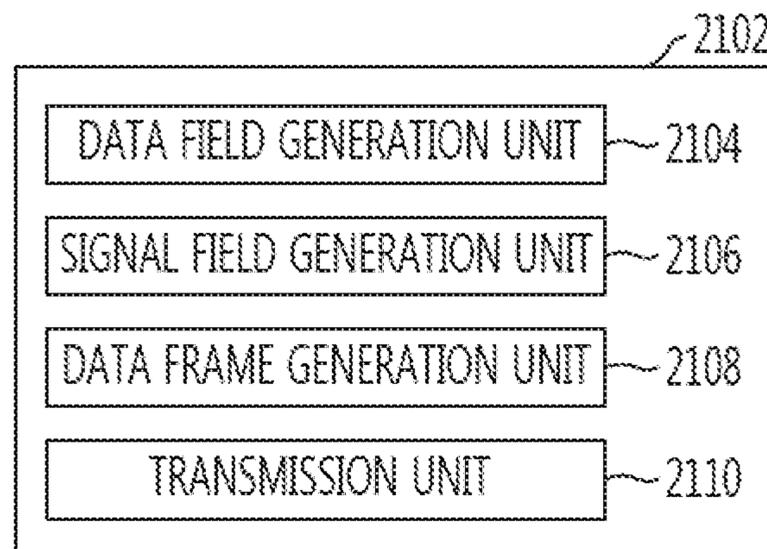 2102
DATA FIELD GENERATION UNIT 2104
SIGNAL FIELD GENERATION UNIT 2106
DATA FRAME GENERATION UNIT 2108
TRANSMISSION UNIT 2110